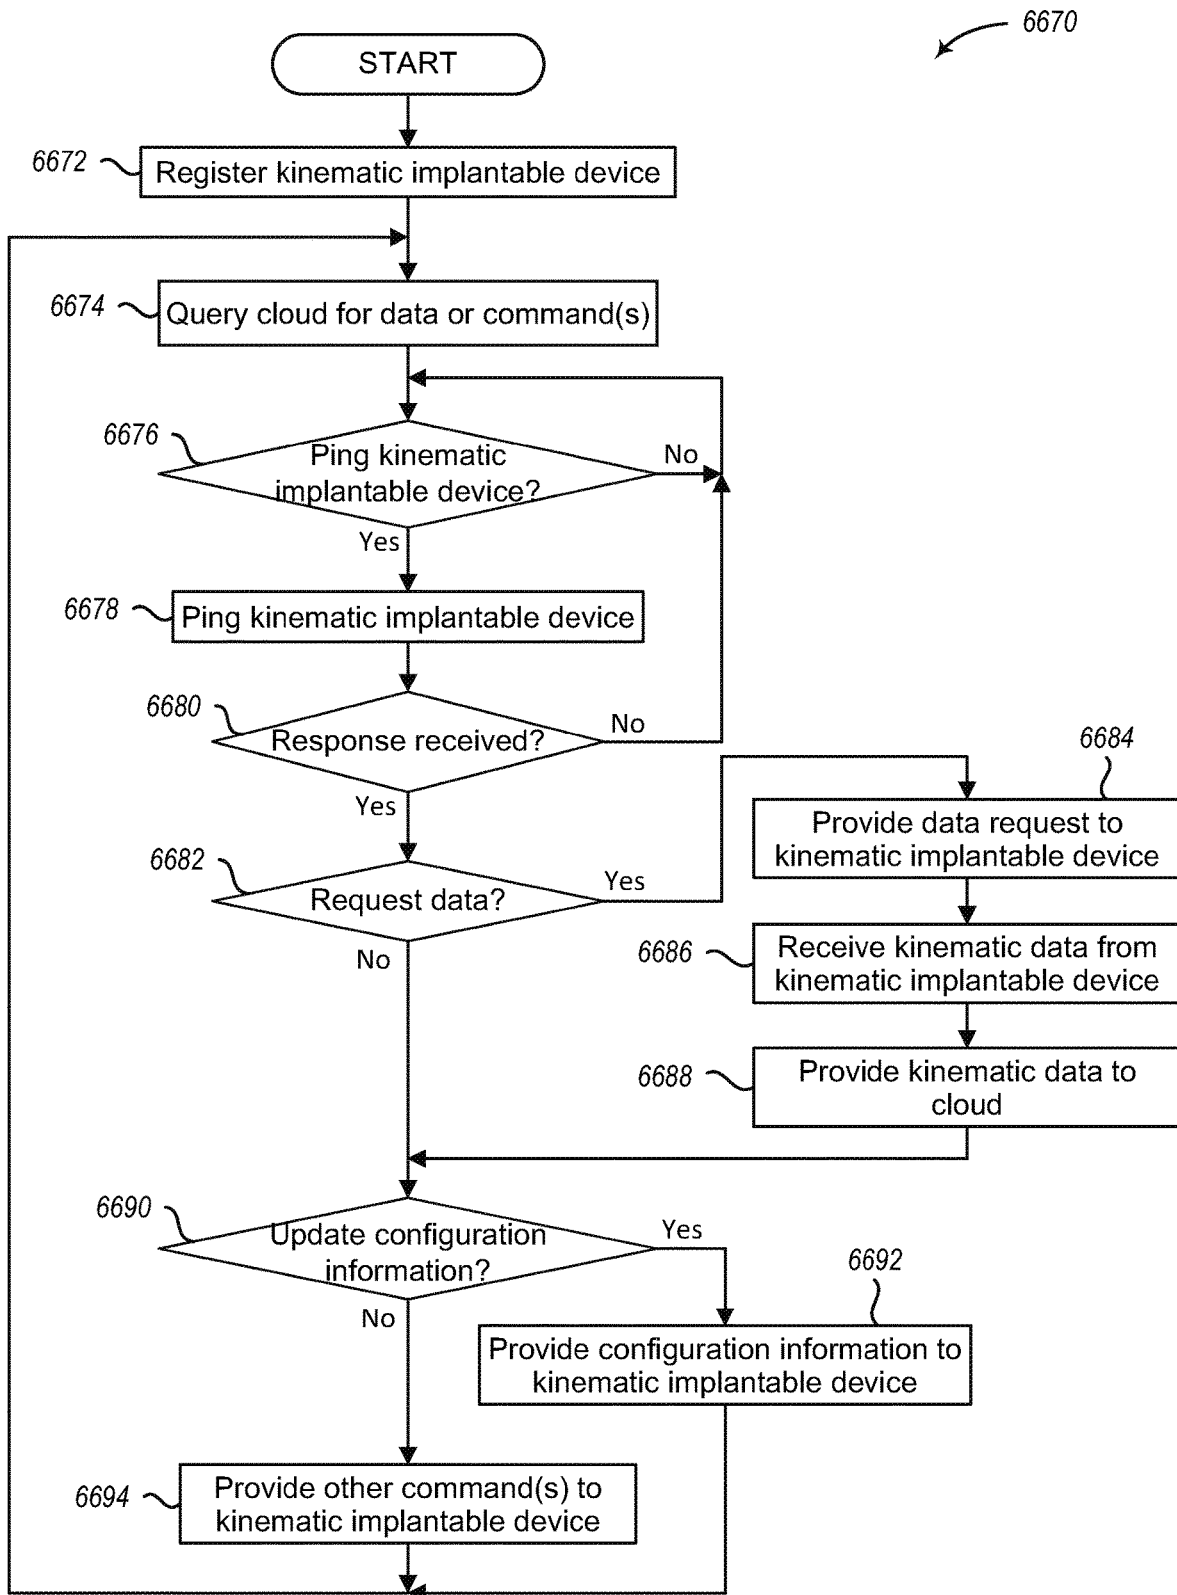 6670
START
6672
Register kinematic implantable device
6674
Query cloud for data or command(s)
6676
Ping kinematic
implantable device?
No
Yes
6678
Ping kinematic implantable device
6680
Response received?
No
Yes
6684
Provide data request to
kinematic implantable device
6682
Request data?
Yes
No
6686
Receive kinematic data from
kinematic implantable device
6688
Provide kinematic data to
cloud
6690
Update configuration
information?
Yes
No
6692
Provide configuration information to
kinematic implantable device
6694
Provide other command(s) to
kinematic implantable device